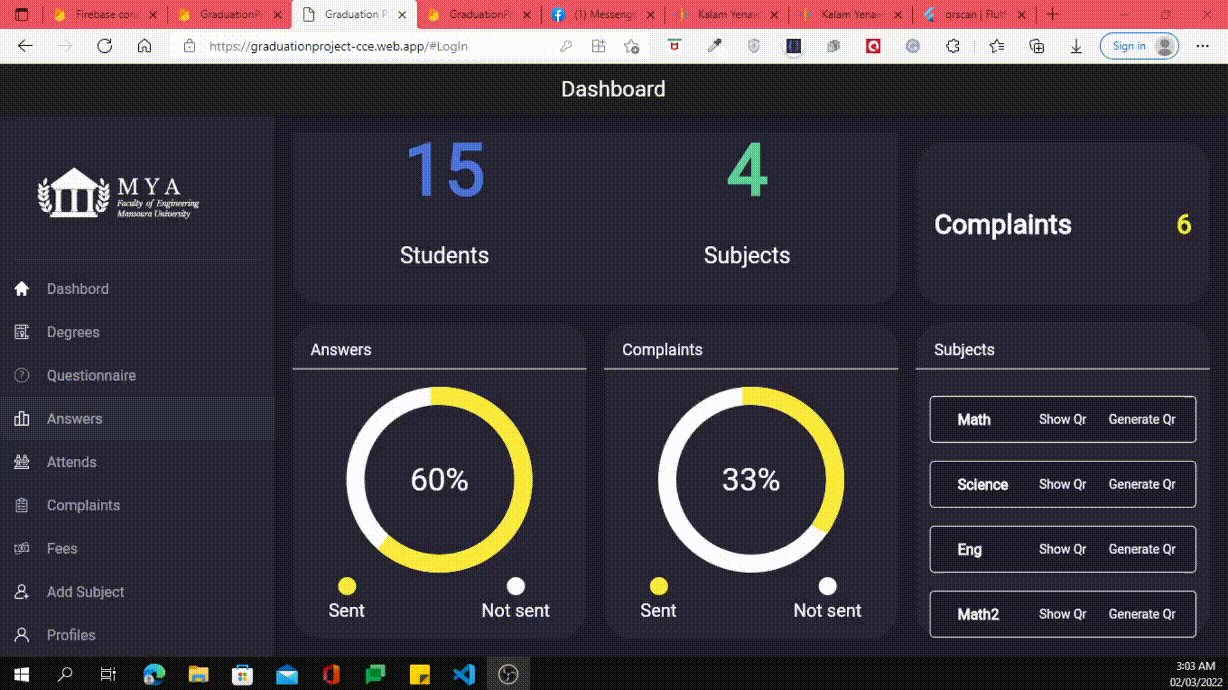 Firebase con
GraduationP
Graduation P
GraduationP
(1) Messeng
Kalam Yenaw
Kalam Yenaw
qrscan | Flutt
https://graduationproject-cce.web.app/#LogIn
Sign in
Dashboard
MYA
Faculty of Engineering
Mansoura University
Dashbord
Degrees
Questionnaire
Answers
Attends
Complaints
Fees
Add Subject
Profiles
15
Students
4
Subjects
Complaints 6
Answers
60%
Sent Not sent
Complaints
33%
Sent Not sent
Subjects
Math Show Qr Generate Qr
Science Show Qr Generate Qr
Eng Show Qr Generate Qr
Math2 Show Qr Generate Qr
3:03 AM
02/03/2022